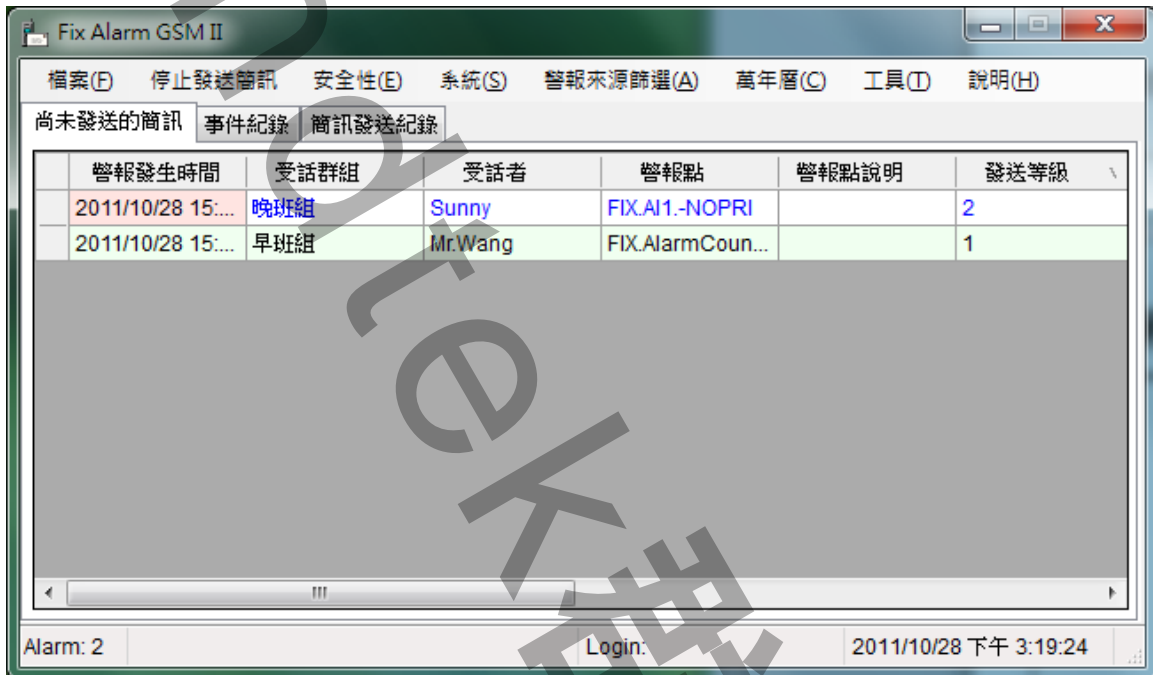 Fix Alarm GSM II
檔案(F) 停止發送簡訊 安全性(E) 系統(S) 警報來源篩選(A) 萬年曆(C) 工具(T) 說明(H)
尚未發送的簡訊 事件紀錄 簡訊發送紀錄
警報發生時間 受話群組 受話者 警報點 警報點說明 發送等級
2011/10/28 15:... 晚班組 Sunny FIX.AI1.-NOPRI 2
2011/10/28 15:... 早班組 Mr.Wang FIX.AlarmCoun... 1
Alarm: 2 Login: 2011/10/28 下午 3:19:24